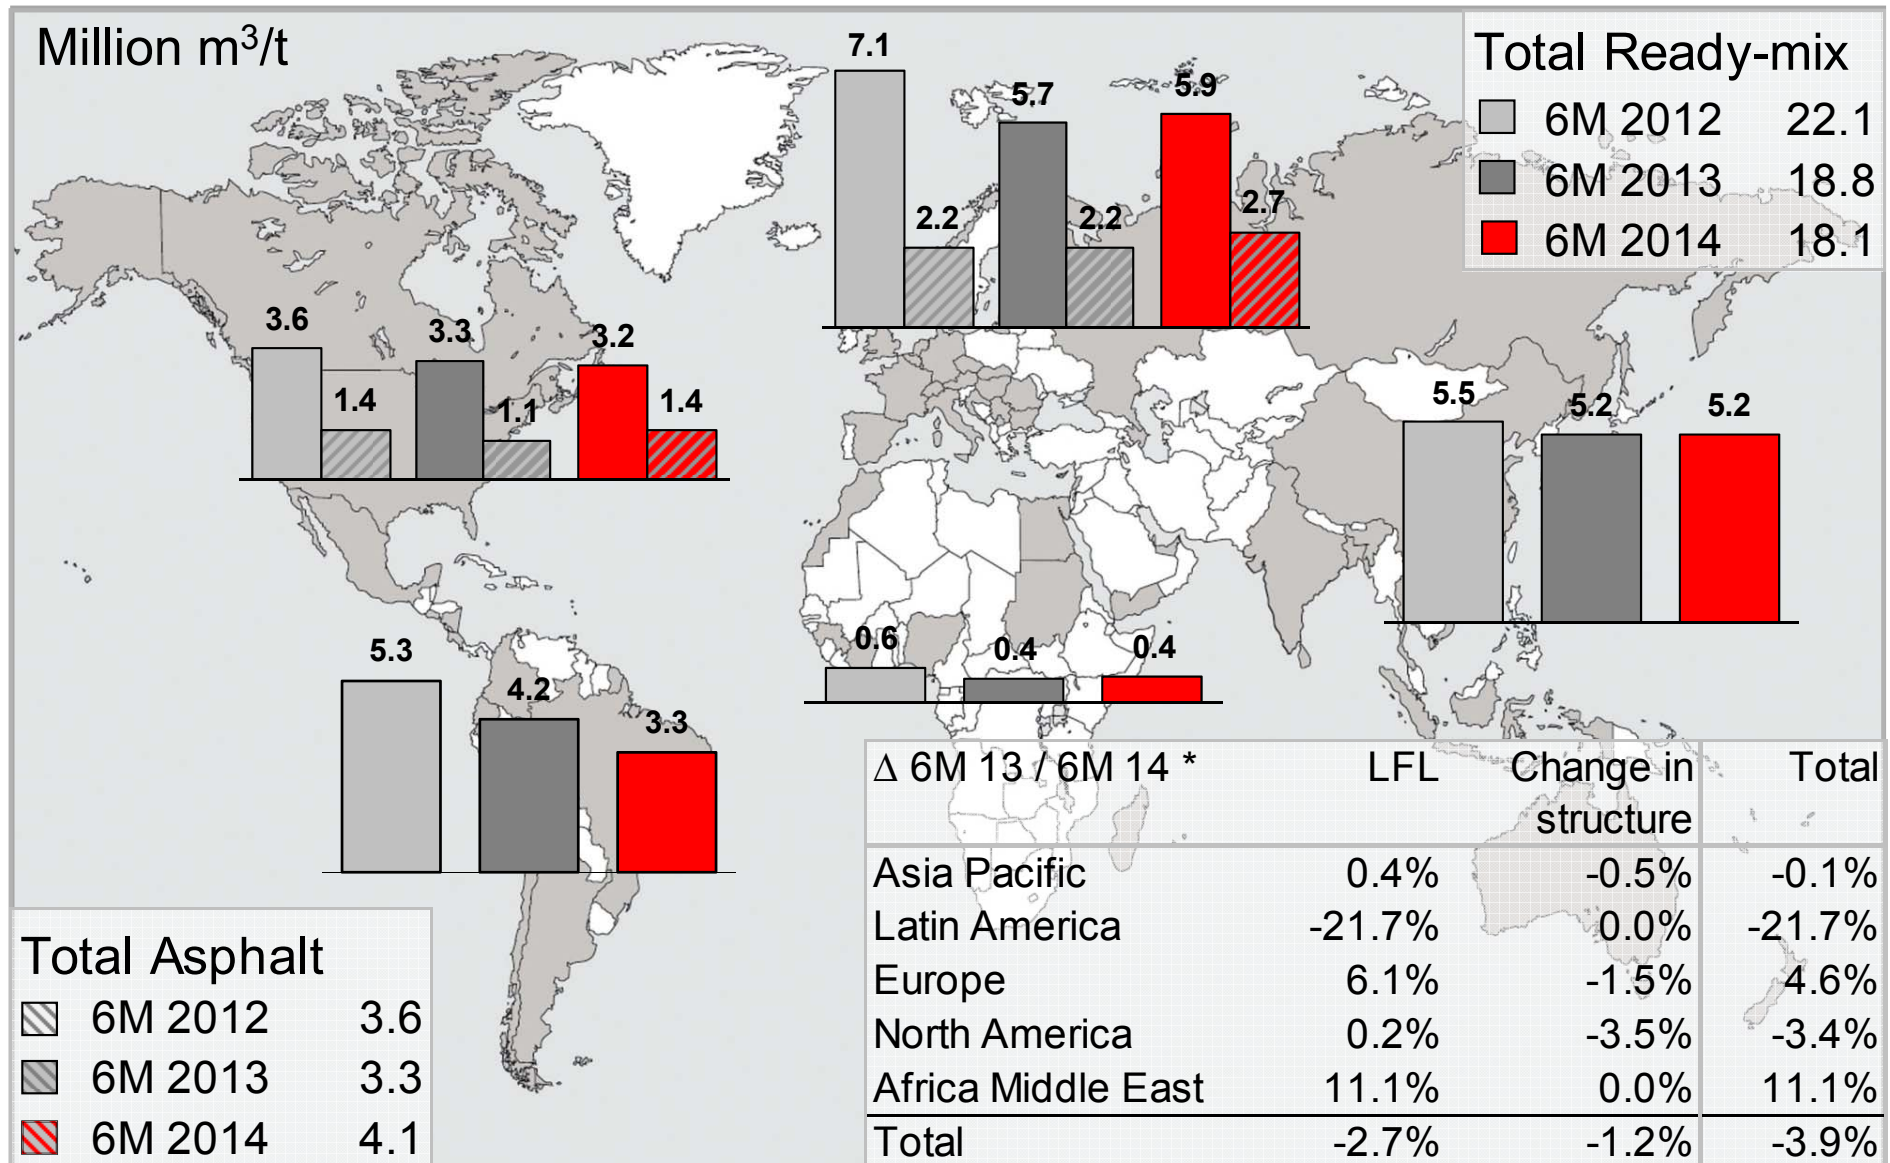 Million m³/t
Total Ready-mix
6M 2012 22.1
6M 2013 18.8
6M 2014 18.1
7.1
2.2
5.7
2.2
5.9
2.7
3.6
1.4
3.3
1.1
3.2
1.4
5.5
5.2
5.2
5.3
4.2
3.3
0.6
0.4
0.4
Δ 6M 13 / 6M 14 * LFL Change in Total
structure
Asia Pacific 0.4% -0.5% -0.1%
Latin America -21.7% 0.0% -21.7%
Europe 6.1% -1.5% 4.6%
North America 0.2% -3.5% -3.4%
Africa Middle East 11.1% 0.0% 11.1%
Total -2.7% -1.2% -3.9%
Total Asphalt
6M 2012 3.6
6M 2013 3.3
6M 2014 4.1